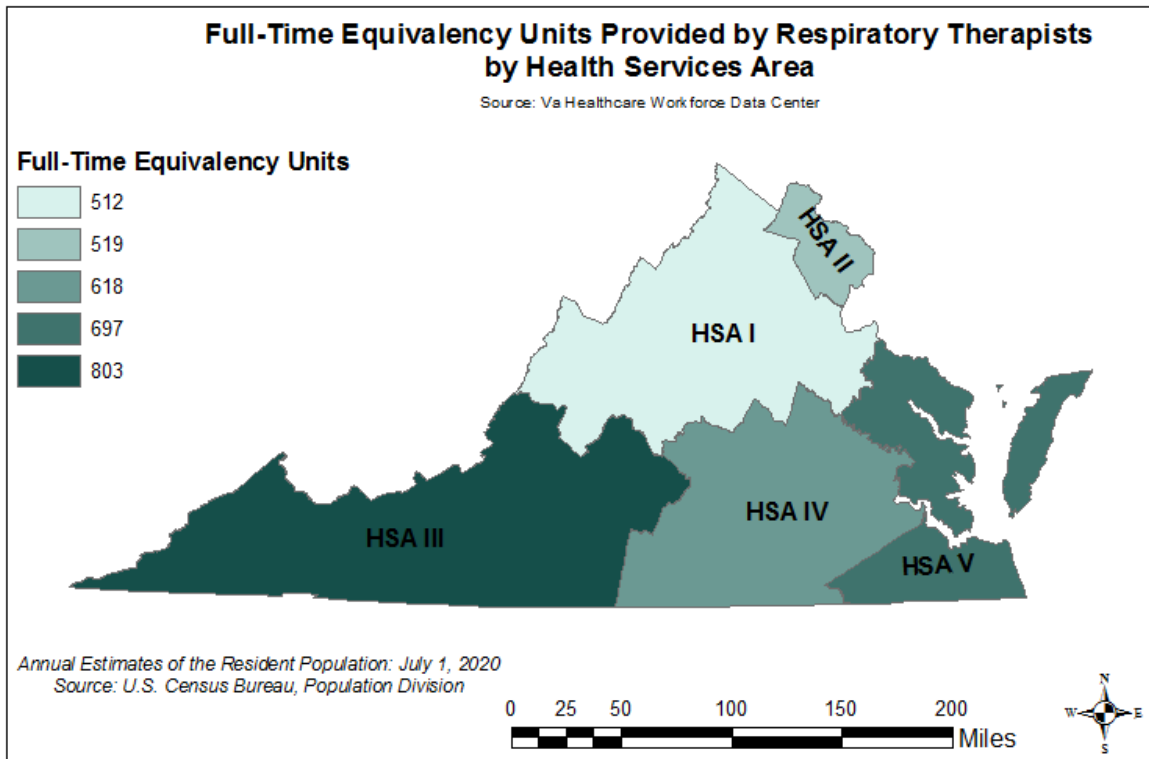 Full-Time Equivalency Units Provided by Respiratory Therapists
by Health Services Area
Source: Va Healthcare Workforce Data Center
Full-Time Equivalency Units
512
519
618
697
803
HSA II
HSA I
HSA III
HSA IV
HSA V
Annual Estimates of the Resident Population: July 1, 2020
Source: U.S. Census Bureau, Population Division
0 25 50 100 150 200
Miles
N
W E
S